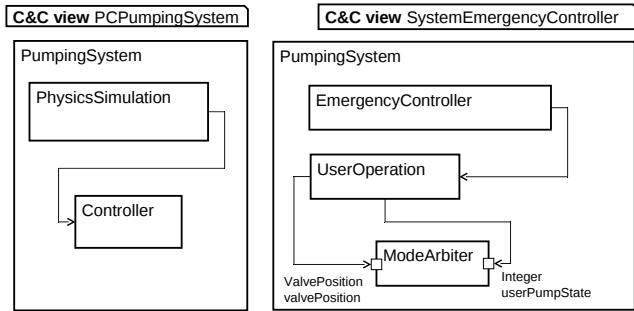 C&C view PCPumpingSystem
PumpingSystem
PhysicsSimulation
Controller
C&C view SystemEmergencyController
PumpingSystem
EmergencyController
UserOperation
ModeArbiter
ValvePosition
valvePosition
Integer
userPumpState